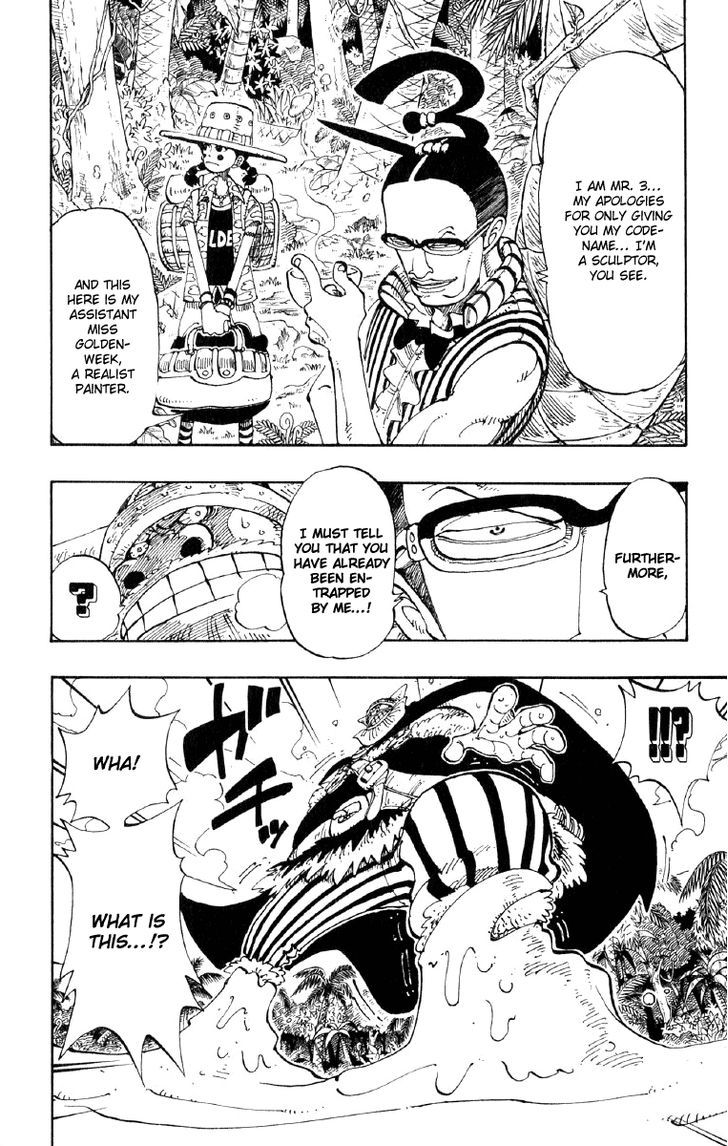 I AM MR. 3...
MY APOLOGIES
FOR ONLY GIVING
YOU MY CODE-
NAME... I'M
A SCULPTOR,
YOU SEE.
AND THIS
HERE IS MY
ASSISTANT
MISS
GOLDEN-
WEEK,
A REALIST
PAINTER.
LDE
FURTHER-
MORE,
I MUST TELL
YOU THAT YOU
HAVE ALREADY
BEEN EN-
TRAPPED
BY ME...!
?
!!!?
ガチッ
WHA!
WHAT IS
THIS...!?